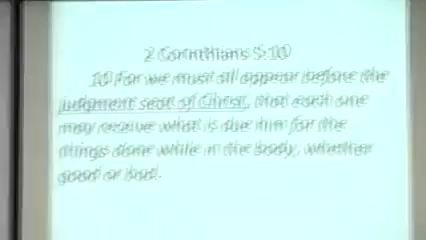 2 Corinthians 5:10
10 For we must all appear before the
judgment seat of Christ, that each one
may receive what is due him for the
things done while in the body, whether
good or bad.